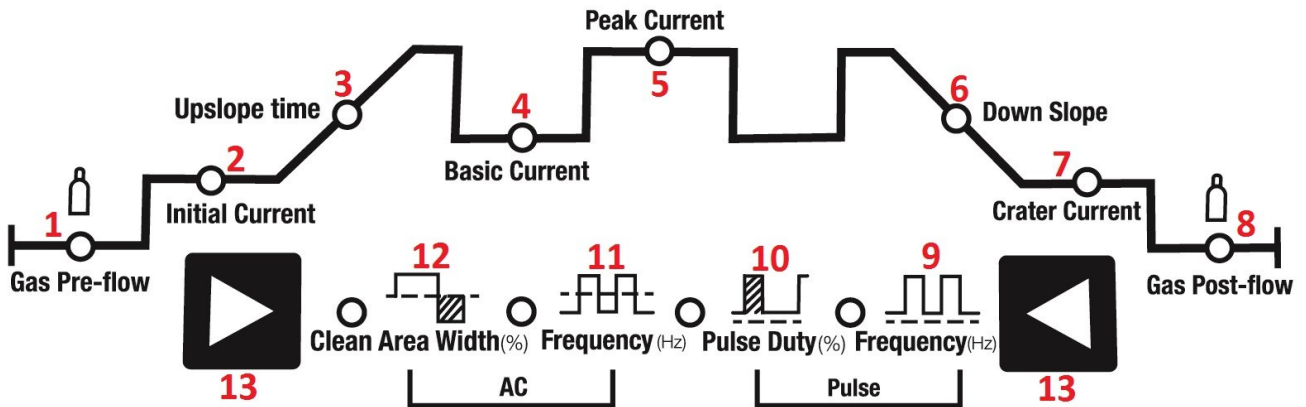 Peak Current
5
3
Upslope time
4
Basic Current
6
Down Slope
2
Initial Current
7
Crater Current
1
Gas Pre-flow
8
Gas Post-flow
12
Clean Area Width(%)
11
Frequency (Hz)
10
Pulse Duty(%)
9
Frequency(Hz)
13
13
AC
Pulse